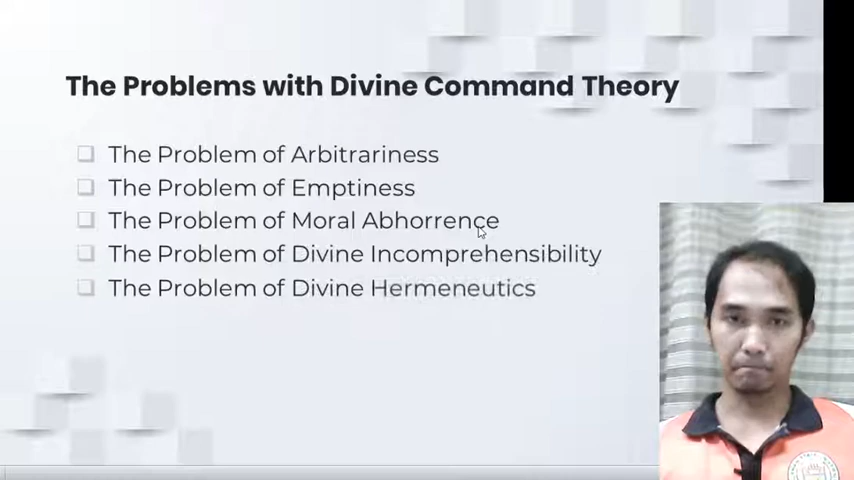 The Problems with Divine Command Theory
The Problem of Arbitrariness
The Problem of Emptiness
The Problem of Moral Abhorrence
The Problem of Divine Incomprehensibility
The Problem of Divine Hermeneutics